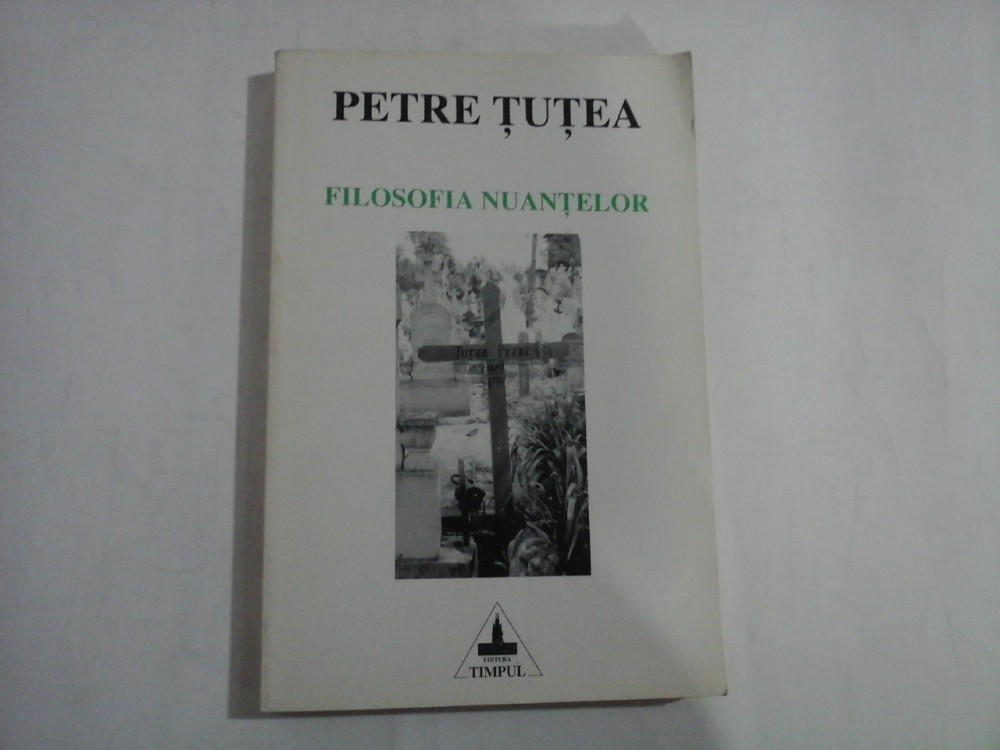 PETRE ȚUȚEA
FILOSOFIA NUANȚELOR
ȚUȚEA PETRE
EDITURA
TIMPUL